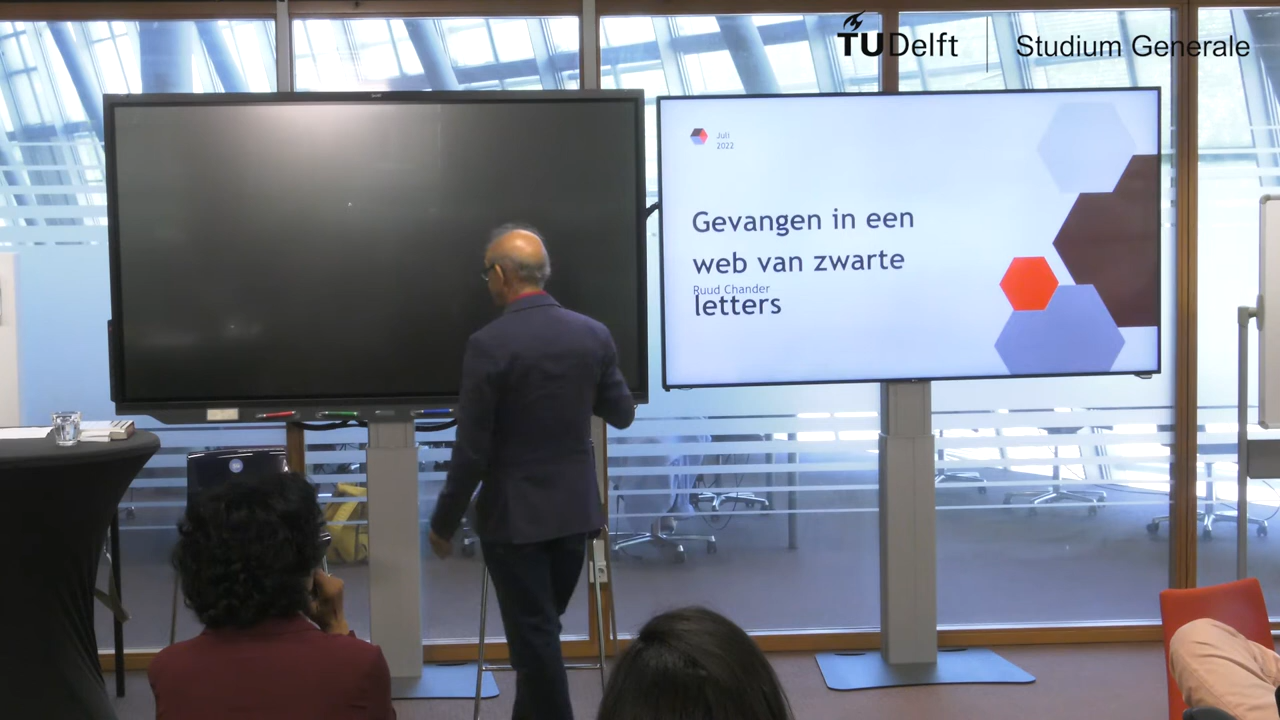 TU Delft
Studium Generale
Juli
2022
Gevangen in een
web van zwarte
Ruud Chander
letters